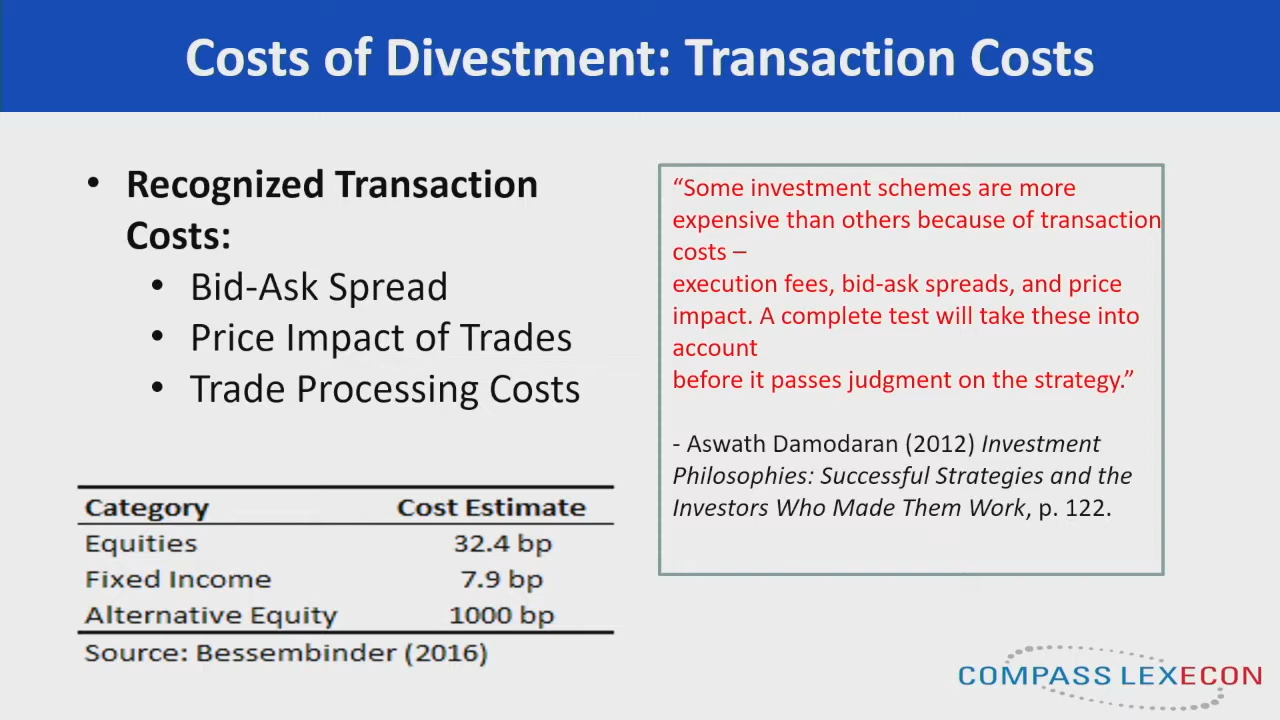 Costs of Divestment: Transaction Costs
• Recognized Transaction
Costs:
• Bid-Ask Spread
• Price Impact of Trades
• Trade Processing Costs
Category Cost Estimate
Equities 32.4 bp
Fixed Income 7.9 bp
Alternative Equity 1000 bp
Source: Bessembinder (2016)
“Some investment schemes are more
expensive than others because of transaction
costs –
execution fees, bid-ask spreads, and price
impact. A complete test will take these into
account
before it passes judgment on the strategy.”
- Aswath Damodaran (2012) Investment
Philosophies: Successful Strategies and the
Investors Who Made Them Work, p. 122.
COMPASS LEXECON